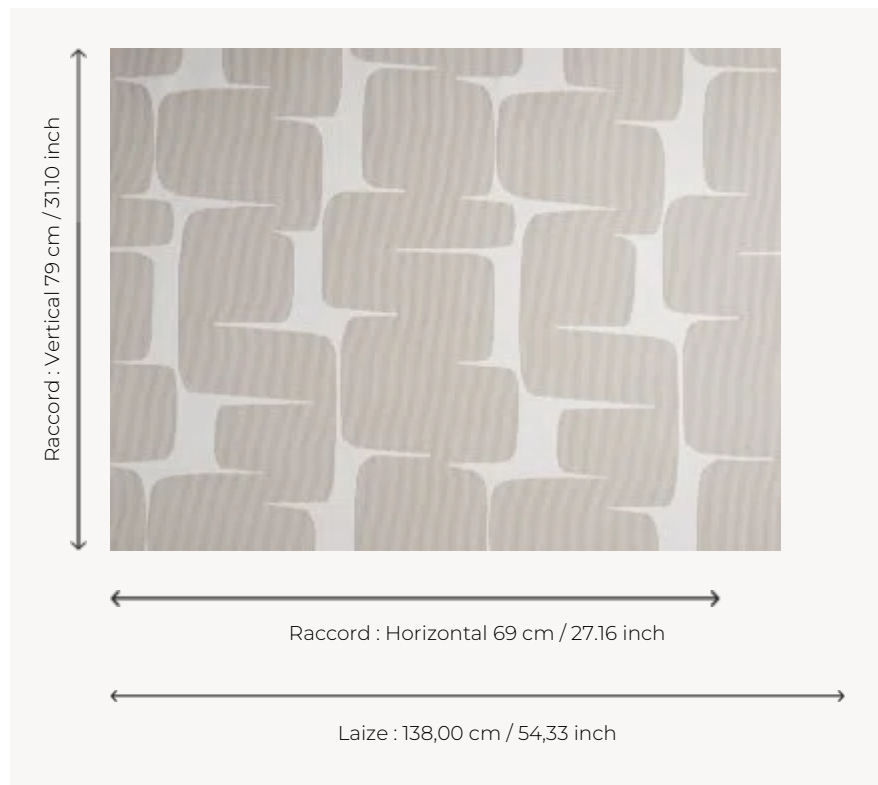 Raccord : Vertical 79 cm / 31.10 inch
Raccord : Horizontal 69 cm / 27.16 inch
Laize : 138,00 cm / 54,33 inch